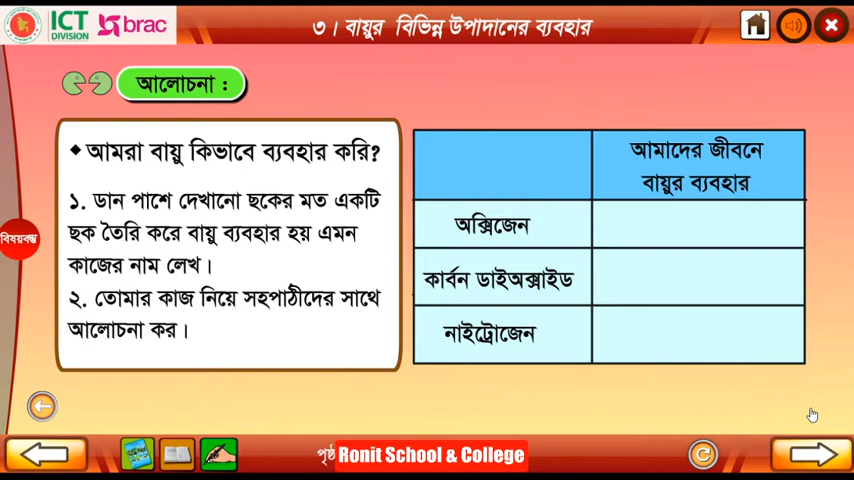 ICT
DIVISION
brac
৩। বায়ুর বিভিন্ন উপাদানের ব্যবহার
আলোচনা :
◆ আমরা বায়ু কিভাবে ব্যবহার করি?
১. ডান পাশে দেখানো ছকের মত একটি
ছক তৈরি করে বায়ু ব্যবহার হয় এমন
কাজের নাম লেখ।
২. তোমার কাজ নিয়ে সহপাঠীদের সাথে
আলোচনা কর।
আমাদের জীবনে
বায়ুর ব্যবহার
অক্সিজেন
কার্বন ডাইঅক্সাইড
নাইট্রোজেন
বিষয়বস্তু
Ronit School & College